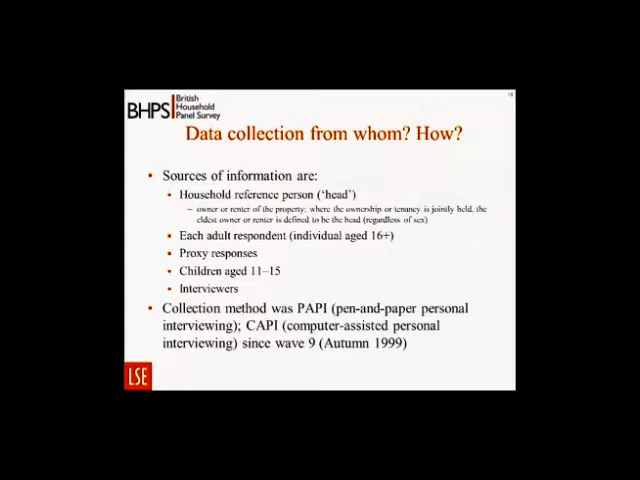 BHPS British
Household
Panel Survey
Data collection from whom? How?
• Sources of information are:
• Household reference person (‘head’)
– owner or renter of the property; where the ownership or tenancy is jointly held, the
eldest owner or renter is defined to be the head (regardless of sex)
• Each adult respondent (individual aged 16+)
• Proxy responses
• Children aged 11–15
• Interviewers
• Collection method was PAPI (pen-and-paper personal
interviewing); CAPI (computer-assisted personal
interviewing) since wave 9 (Autumn 1999)
LSE